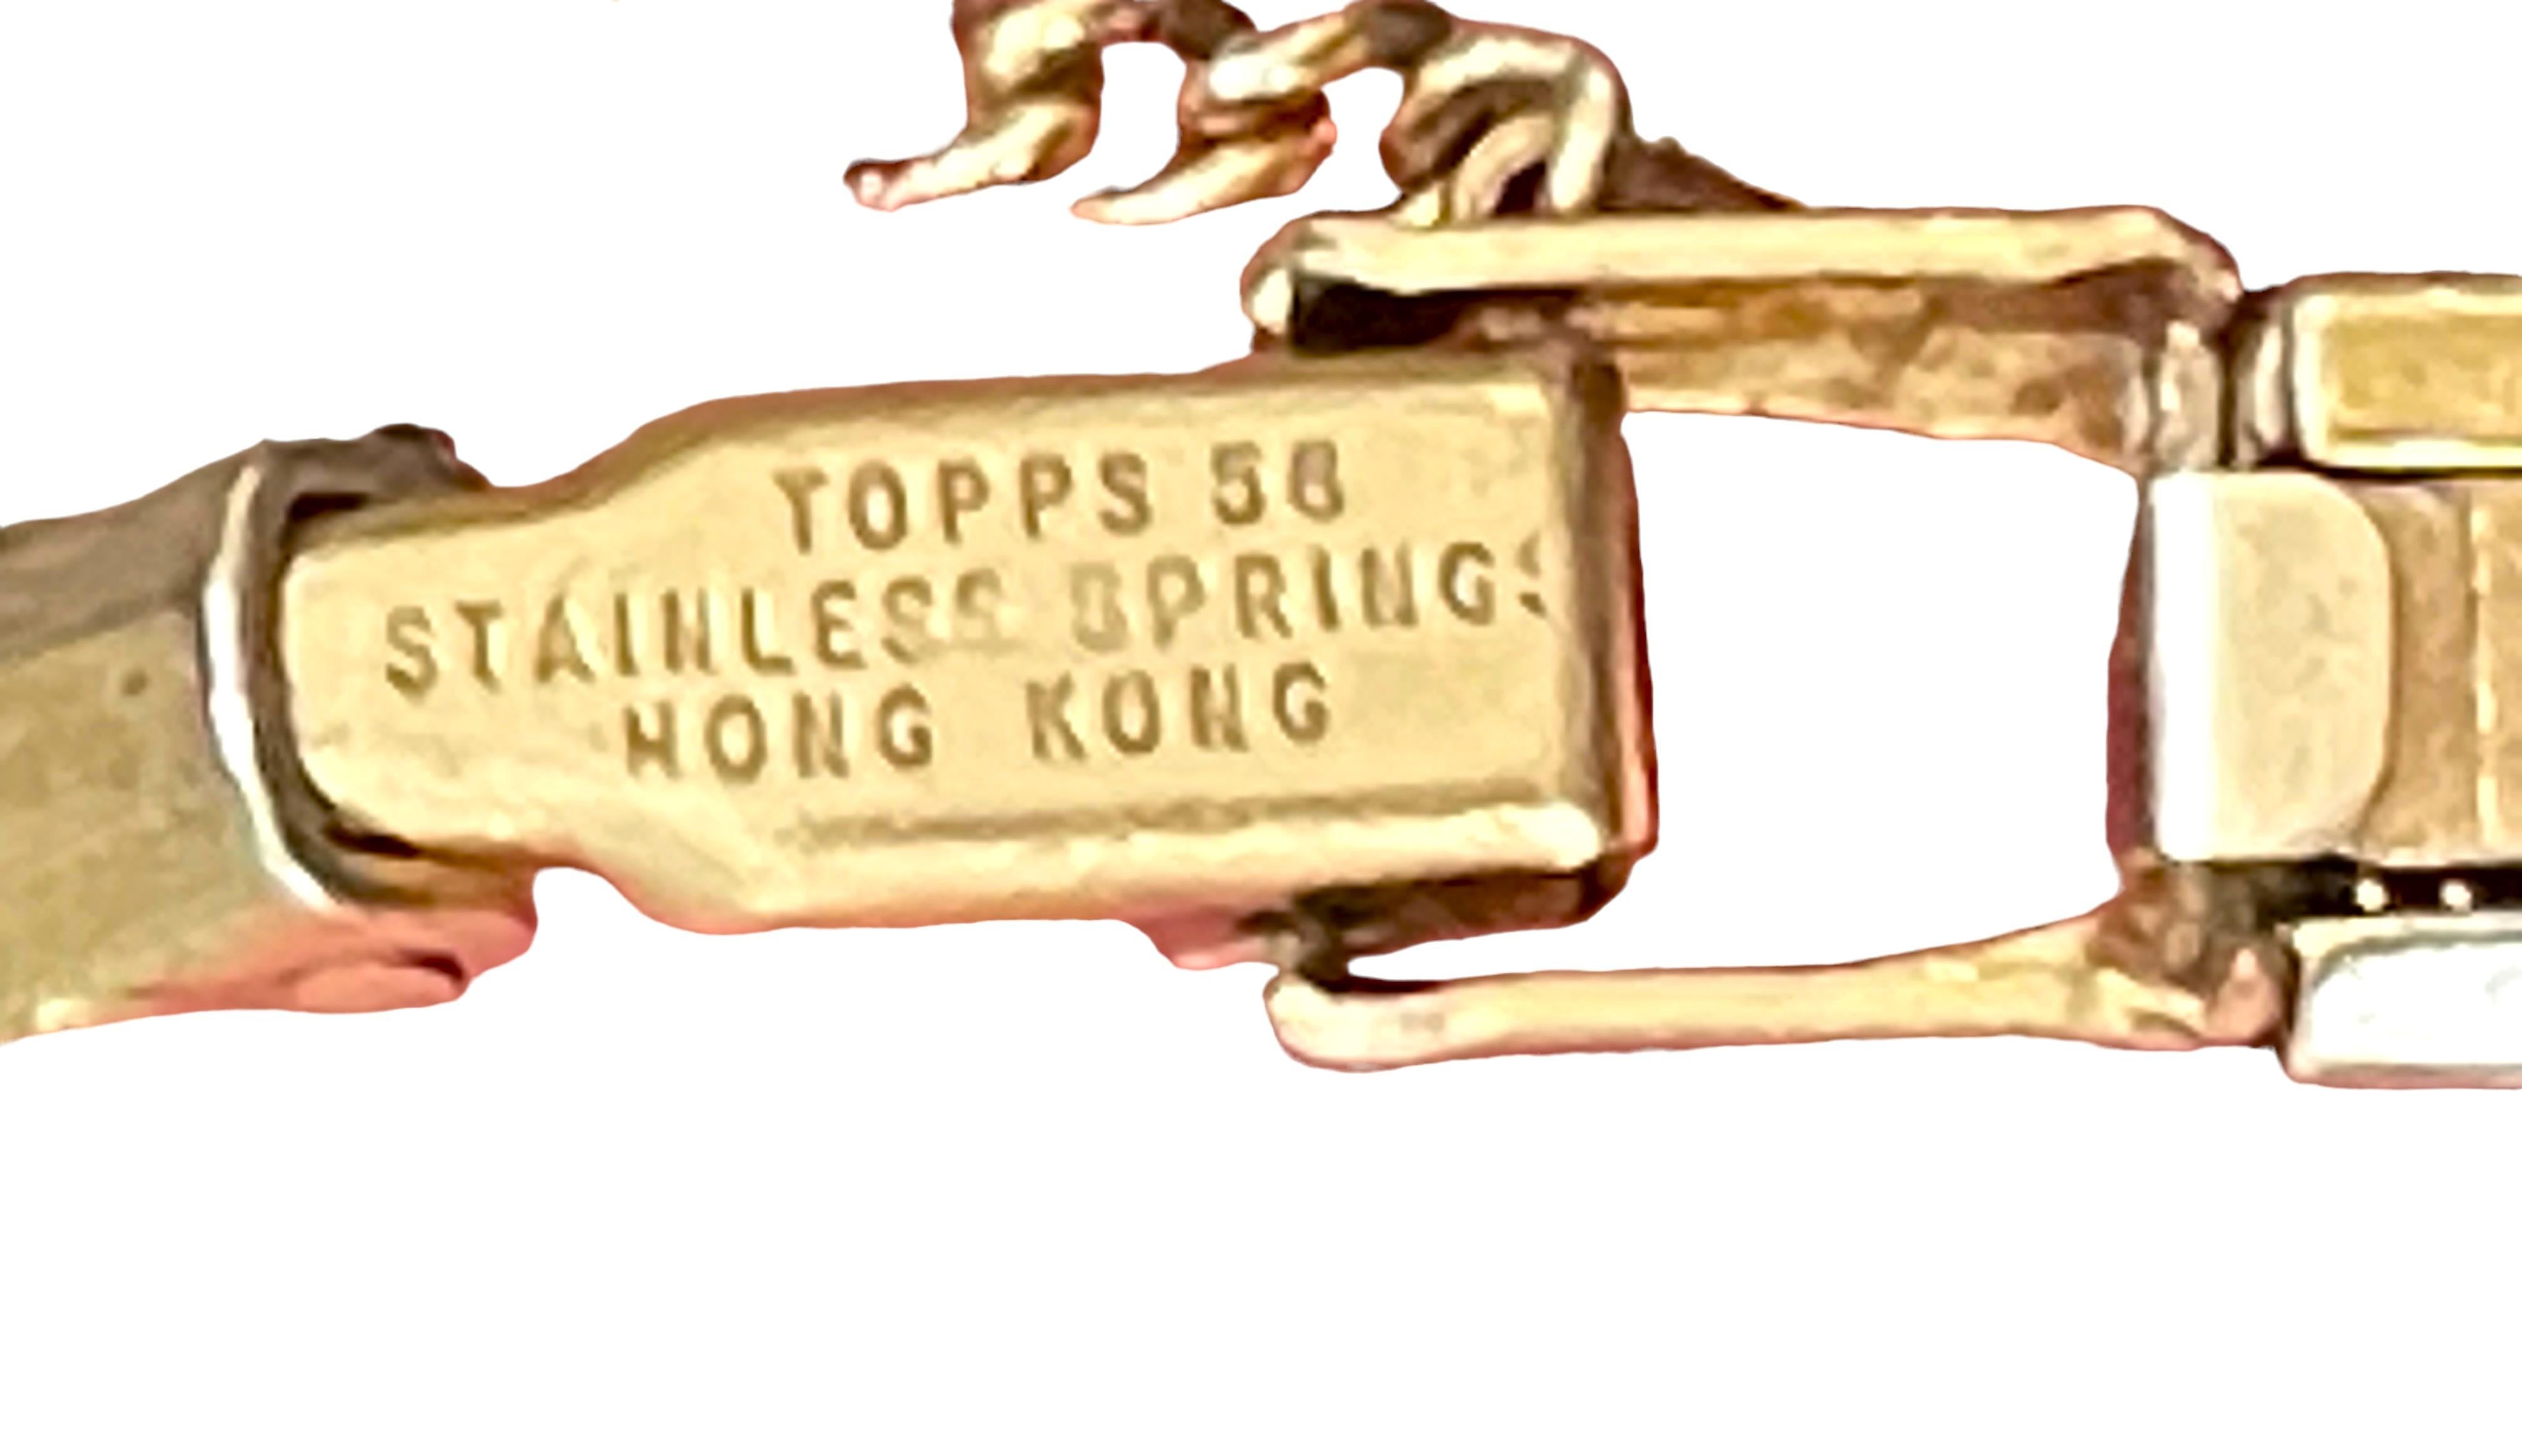 TOPPS 58
STAINLESS SPRINGS
HONG KONG